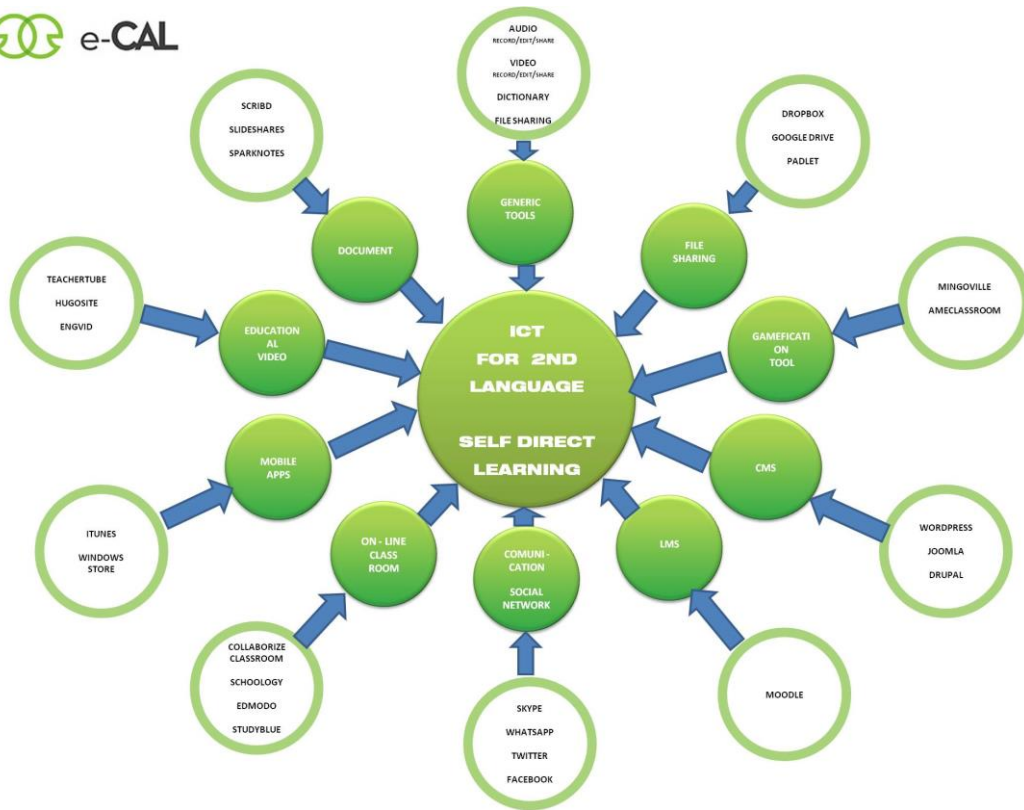 e-CAL
AUDIO
RECORD/EDIT/SHARE
VIDEO
RECORD/EDIT/SHARE
DICTIONARY
FILE SHARING
GENERIC
TOOLS
DROPBOX
GOOGLE DRIVE
PADLET
FILE
SHARING
MINGOVILLE
AMECLASSROOM
GAMEFICATI
ON
TOOL
WORDPRESS
JOOMLA
DRUPAL
CMS
MOODLE
LMS
SKYPE
WHATSAPP
TWITTER
FACEBOOK
COMUNI -
CATION
SOCIAL
NETWORK
COLLABORIZE
CLASSROOM
SCHOOLOGY
EDMODO
STUDYBLUE
ON - LINE
CLASS
ROOM
ITUNES
WINDOWS
STORE
MOBILE
APPS
TEACHERTUBE
HUGOSITE
ENGVID
EDUCATION
AL
VIDEO
SCRIBD
SLIDESHARES
SPARKNOTES
DOCUMENT
ICT
FOR 2ND
LANGUAGE
SELF DIRECT
LEARNING